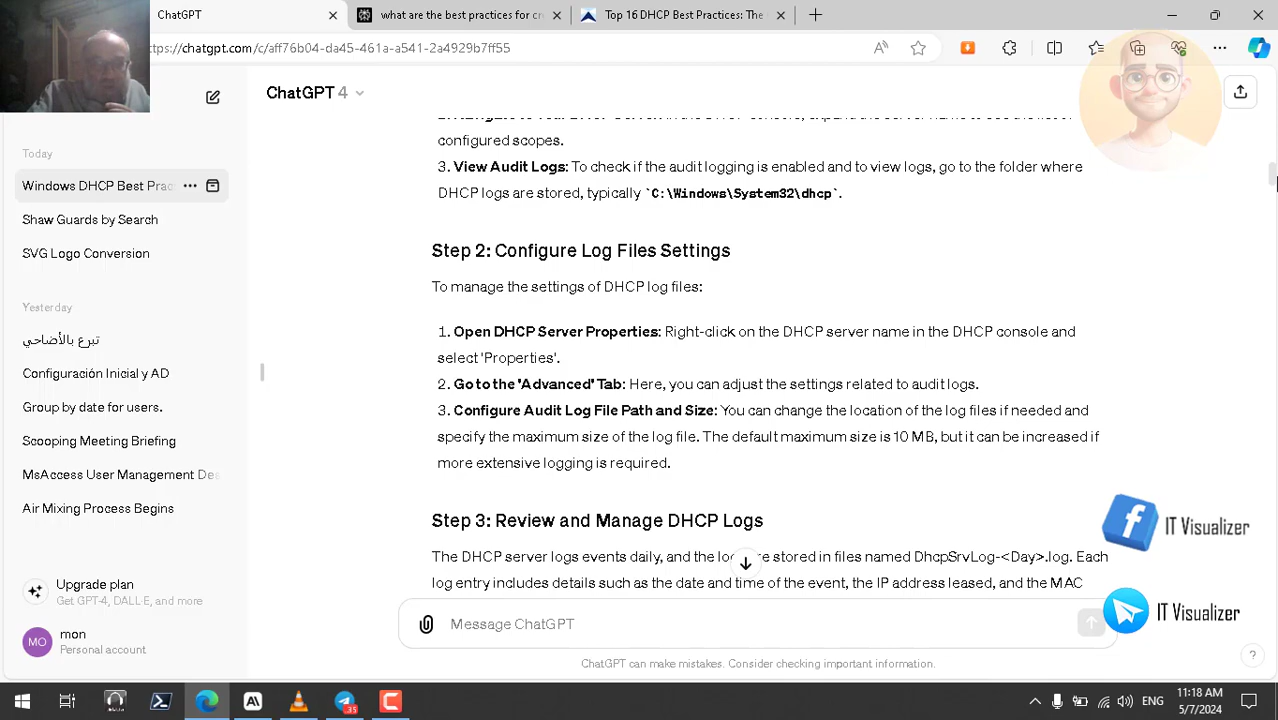 ChatGPT
what are the best practices for cr
Top 16 DHCP Best Practices: The
ttps://chatgpt.com/c/aff76b04-da45-461a-a541-2a4929b7ff55
ChatGPT 4
Today
Windows DHCP Best Prac
Shaw Guards by Search
SVG Logo Conversion
Yesterday
تبرع بالأضاحي
Configuración Inicial y AD
Group by date for users.
Scooping Meeting Briefing
MsAccess User Management Des
Air Mixing Process Begins
Upgrade plan
Get GPT-4, DALL·E, and more
MO
mon
Personal account
configured scopes.
3. View Audit Logs: To check if the audit logging is enabled and to view logs, go to the folder where
DHCP logs are stored, typically `C:\Windows\System32\dhcp`.
Step 2: Configure Log Files Settings
To manage the settings of DHCP log files:
1. Open DHCP Server Properties: Right-click on the DHCP server name in the DHCP console and
select 'Properties'.
2. Go to the 'Advanced' Tab: Here, you can adjust the settings related to audit logs.
3. Configure Audit Log File Path and Size: You can change the location of the log files if needed and
specify the maximum size of the log file. The default maximum size is 10 MB, but it can be increased if
more extensive logging is required.
Step 3: Review and Manage DHCP Logs
The DHCP server logs events daily, and the lo re stored in files named DhcpSrvLog-<Day>.log. Each
log entry includes details such as the date and time of the event, the IP address leased, and the MAC
Message ChatGPT
ChatGPT can make mistakes. Consider checking important information.
IT Visualizer
IT Visualizer
?
35
ENG
11:18 AM
5/7/2024